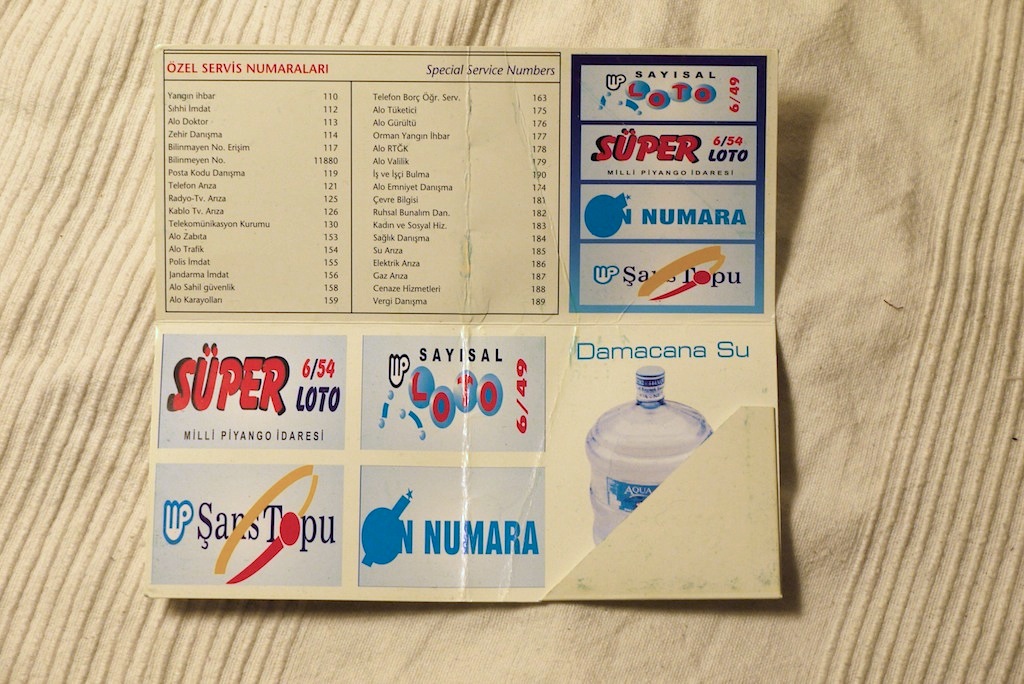 ÖZEL SERVİS NUMARALARI Special Service Numbers
Yangın ihbar 110
Sıhhi İmdat 112
Alo Doktor 113
Zehir Danışma 114
Bilinmayen No. Erişim 117
Bilinmeyen No. 11880
Posta Kodu Danışma 119
Telefon Arıza 121
Radyo-Tv. Arıza 125
Kablo Tv. Arıza 126
Telekomünikasyon Kurumu 130
Alo Zabıta 153
Alo Trafik 154
Polis İmdat 155
Jandarma İmdat 156
Alo Sahil güvenlik 158
Alo Karayolları 159
Telefon Borç Öğr. Serv. 163
Alo Tüketici 175
Alo Gürültü 176
Orman Yangın İhbar 177
Alo RTĞK 178
Alo Valilik 179
İş ve İşçi Bulma 190
Alo Emniyet Danışma 174
Çevre Bilgisi 181
Ruhsal Bunalım Dan. 182
Kadın ve Sosyal Hiz. 183
Sağlık Danışma 184
Su Arıza 185
Elektrik Arıza 186
Gaz Arıza 187
Cenaze Hizmetleri 188
Vergi Danışma 189
SAYISAL
LOTO 6/49
SÜPER 6/54
LOTO
MİLLİ PİYANGO İDARESİ
ON NUMARA
Şans Topu
SÜPER 6/54
LOTO
MİLLİ PİYANGO İDARESİ
SAYISAL
LOTO 6/49
Şans Topu
ON NUMARA
Damacana Su
AQUA